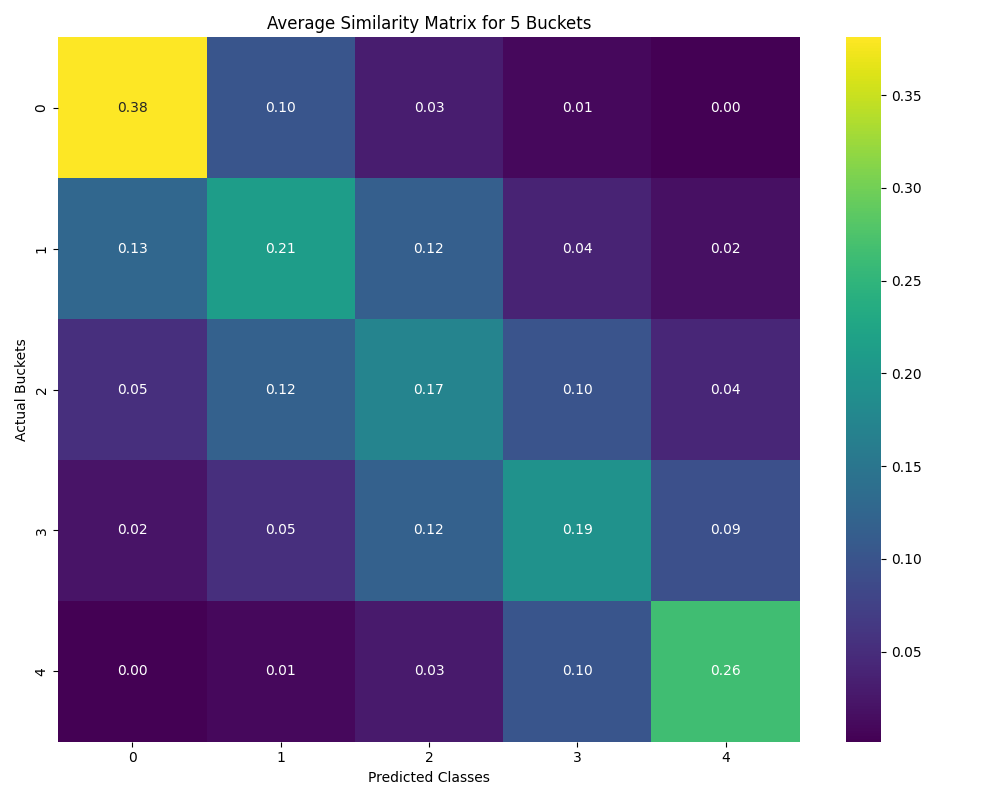 Average Similarity Matrix for 5 Buckets
0 0.38 0.10 0.03 0.01 0.00
1 0.13 0.21 0.12 0.04 0.02
2 0.05 0.12 0.17 0.10 0.04
3 0.02 0.05 0.12 0.19 0.09
4 0.00 0.01 0.03 0.10 0.26
0 1 2 3 4
Predicted Classes
Actual Buckets
0.35
0.30
0.25
0.20
0.15
0.10
0.05